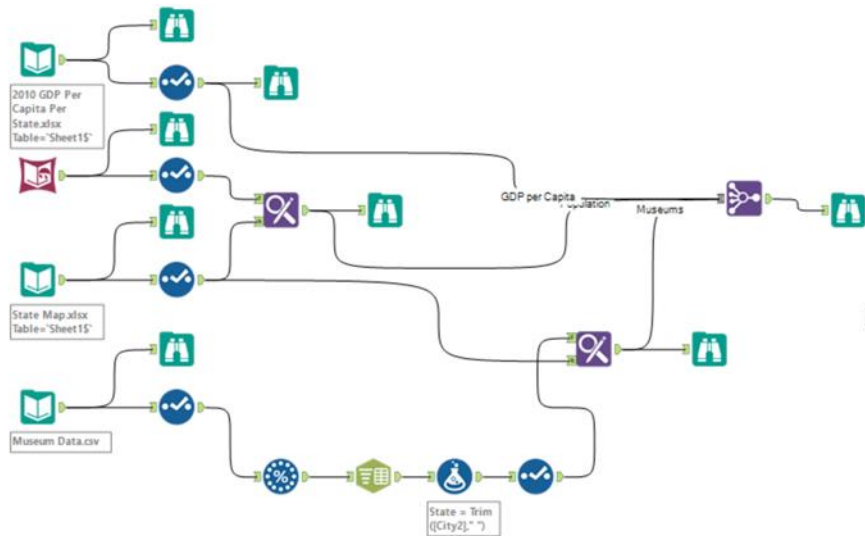 2010 GDP Per
Capita Per
State.xlsx
Table=`Sheet1$`
GDP per Capita
Population
Museums
State Map.xlsx
Table=`Sheet1$`
Museum Data.csv
%
State = Trim
([City2]," ")